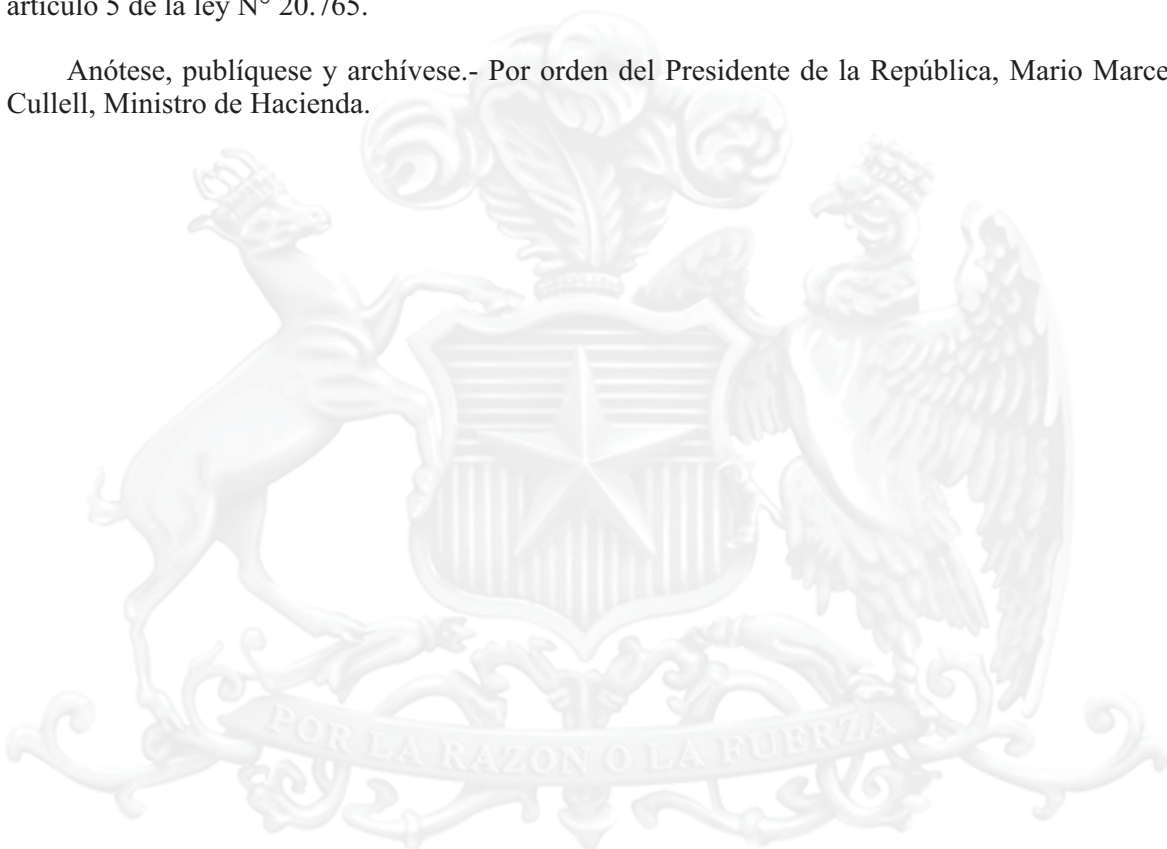 artículo 5 de la ley N° 20.765.
Anótese, publíquese y archívese.- Por orden del Presidente de la República, Mario Marce
Cullell, Ministro de Hacienda.
POR LA RAZON O LA FUERZA